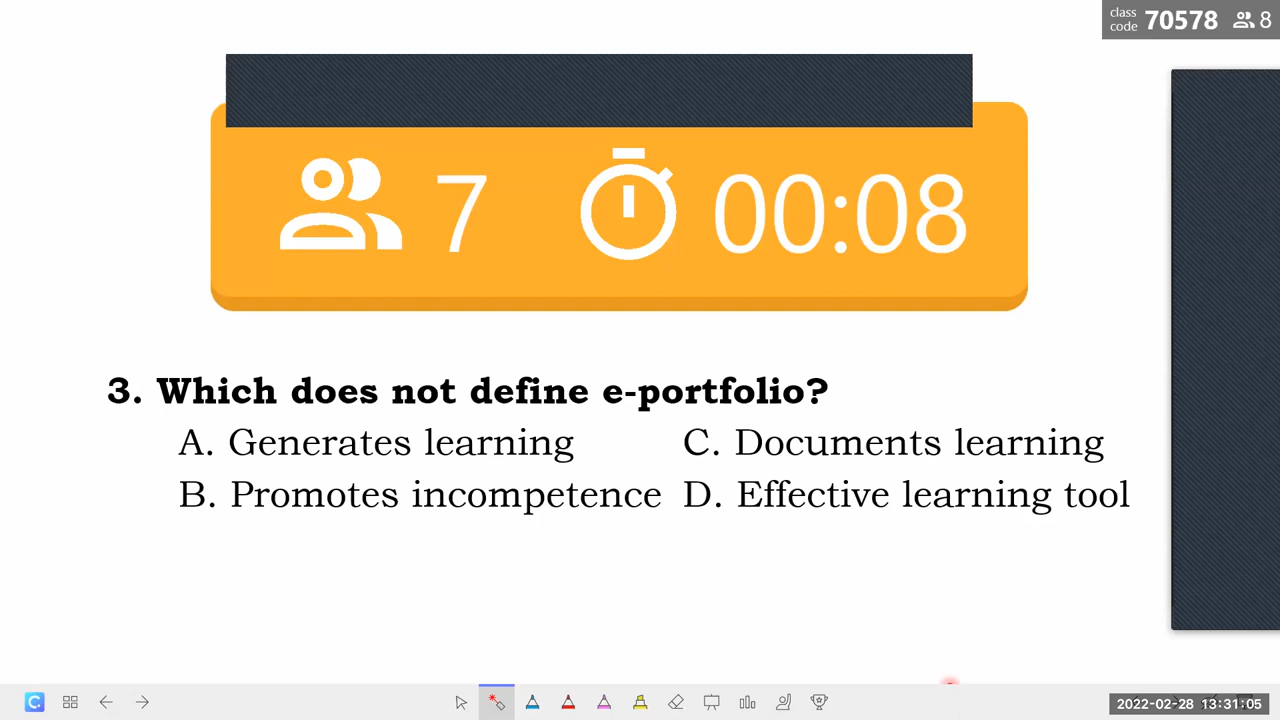 class
code 70578 8
7 00:08
3. Which does not define e-portfolio?
A. Generates learning C. Documents learning
B. Promotes incompetence D. Effective learning tool
2022-02-28 13:31:05